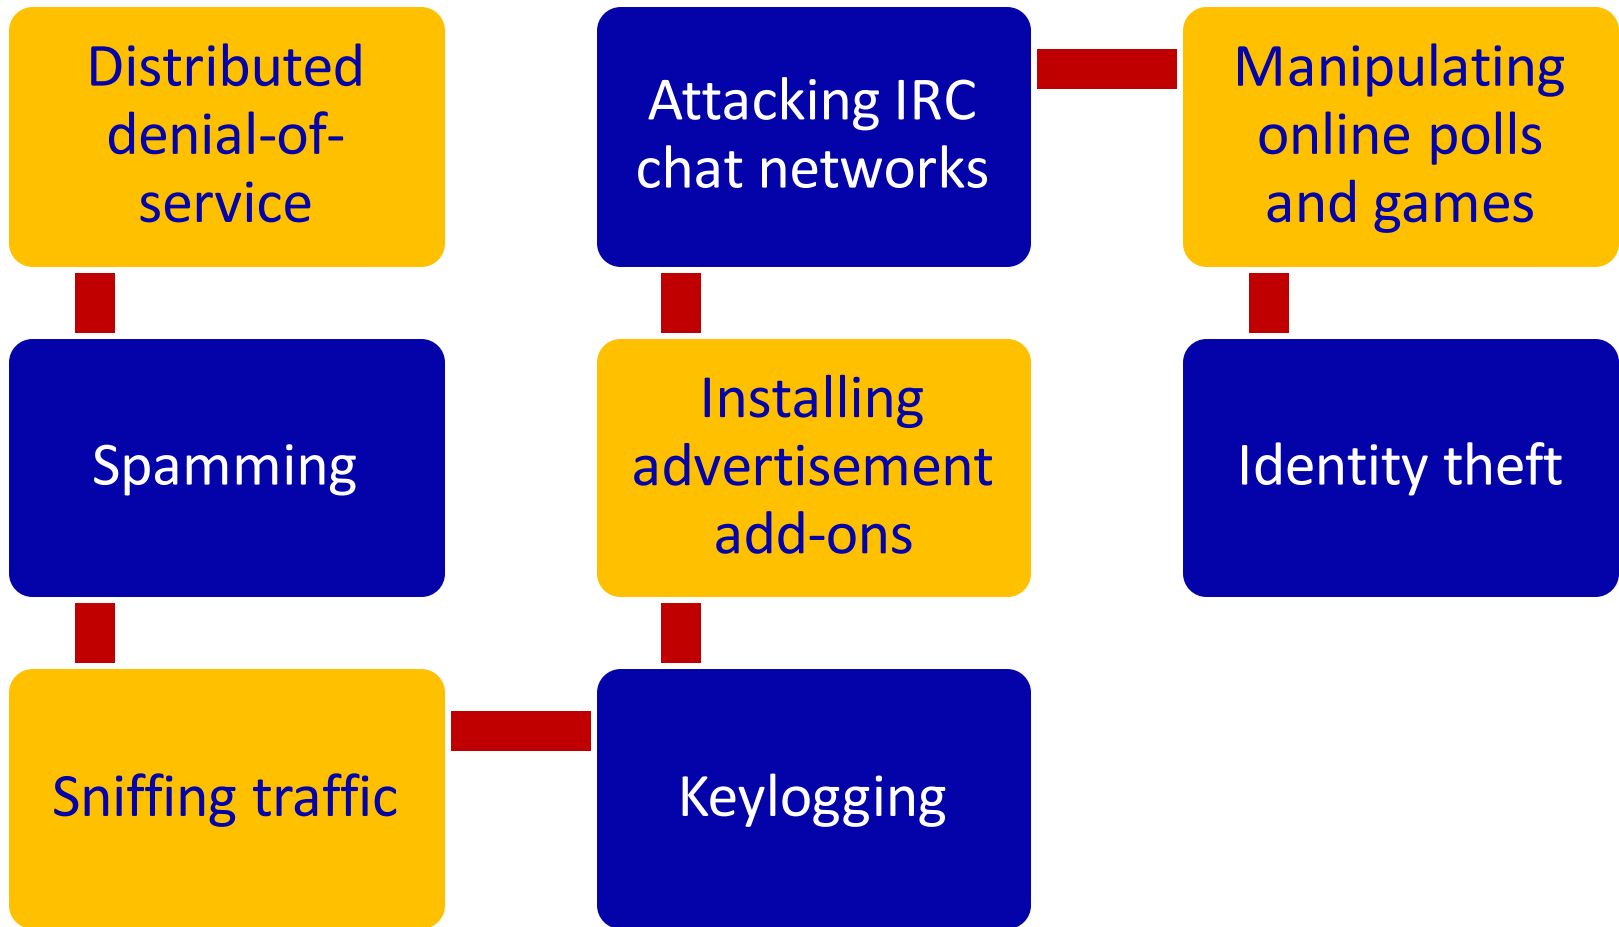 Distributed
denial-of-
service
Spamming
Sniffing traffic
Keylogging
Installing
advertisement
add-ons
Attacking IRC
chat networks
Manipulating
online polls
and games
Identity theft